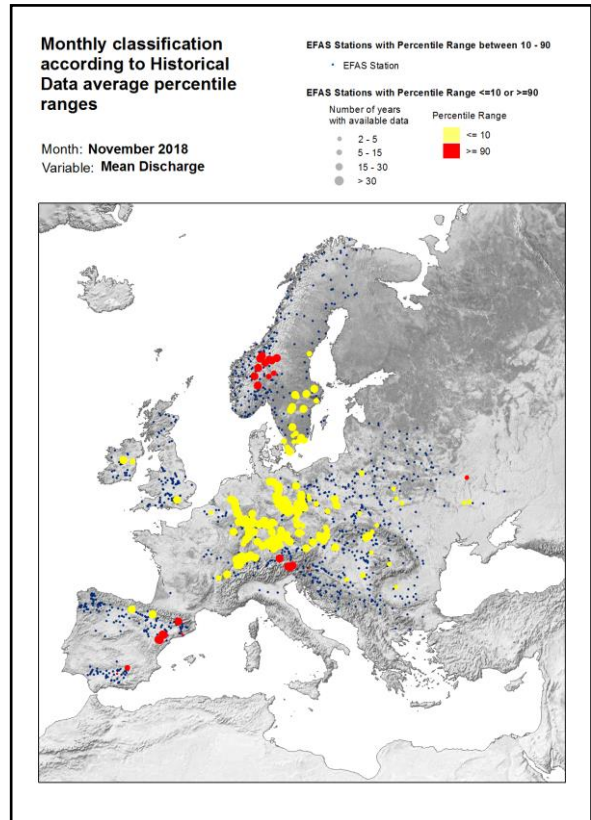 Monthly classification
according to Historical
Data average percentile
ranges
Month: November 2018
Variable: Mean Discharge
EFAS Stations with Percentile Range between 10 - 90
EFAS Station
EFAS Stations with Percentile Range <=10 or >=90
Number of years
with available data
2 - 5
5 - 15
15 - 30
> 30
Percentile Range
<= 10
>= 90